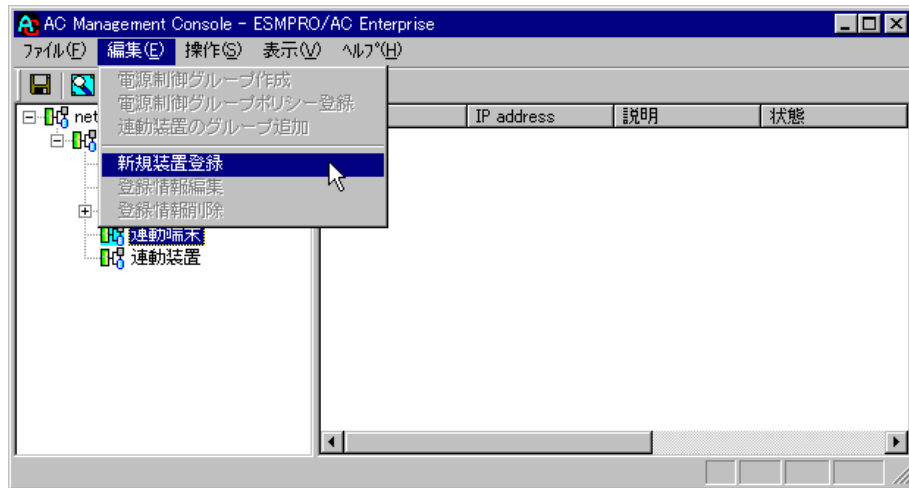 AC Management Console - ESMPRO/AC Enterprise
ファイル(F) 編集(E) 操作(S) 表示(V) ヘルプ(H)
電源制御グループ作成
電源制御グループポリシー登録
連動装置のグループ追加
新規装置登録
登録情報編集
登録情報削除
net
IP address 説明 状態
連動端末
連動装置